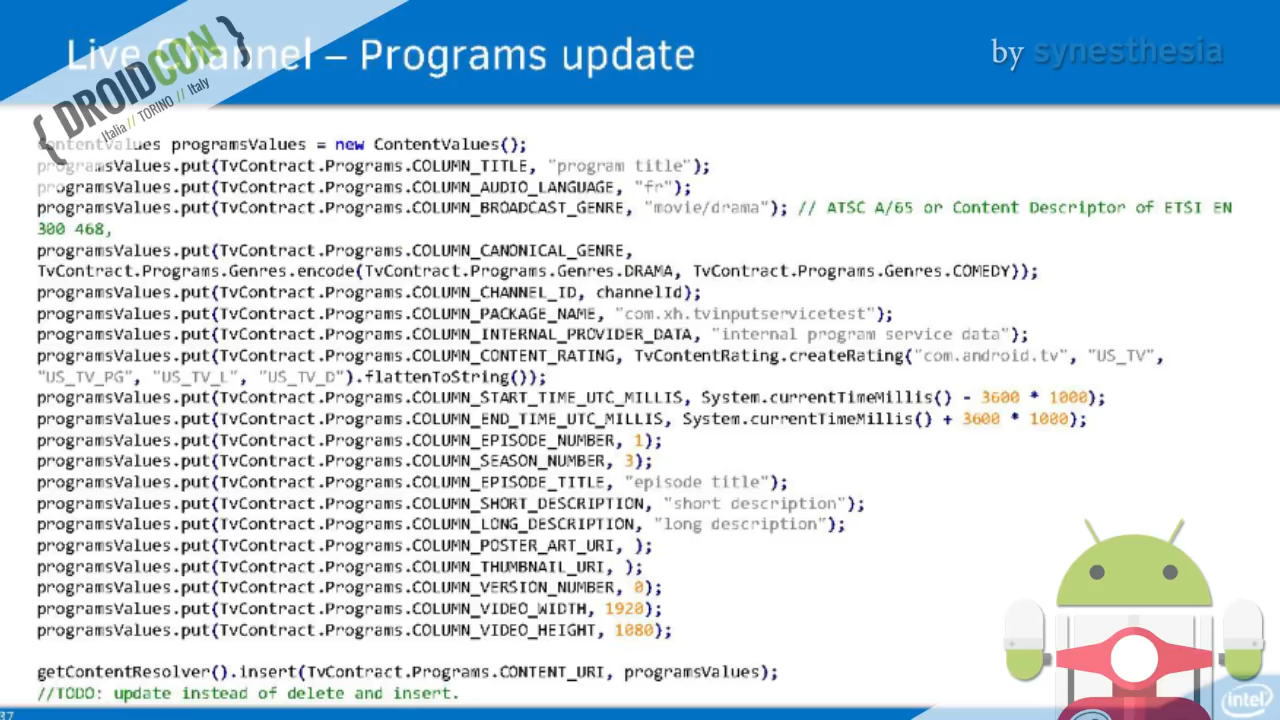 Live Channel – Programs update
by synesthesia
{ DROIDCON }
Italia // TORINO // Italy
ContentValues programsValues = new ContentValues();
programsValues.put(TvContract.Programs.COLUMN_TITLE, "program title");
programsValues.put(TvContract.Programs.COLUMN_AUDIO_LANGUAGE, "fr");
programsValues.put(TvContract.Programs.COLUMN_BROADCAST_GENRE, "movie/drama"); // ATSC A/65 or Content Descriptor of ETSI EN
300 468,
programsValues.put(TvContract.Programs.COLUMN_CANONICAL_GENRE,
TvContract.Programs.Genres.encode(TvContract.Programs.Genres.DRAMA, TvContract.Programs.Genres.COMEDY));
programsValues.put(TvContract.Programs.COLUMN_CHANNEL_ID, channelId);
programsValues.put(TvContract.Programs.COLUMN_PACKAGE_NAME, "com.xh.tvinputservicetest");
programsValues.put(TvContract.Programs.COLUMN_INTERNAL_PROVIDER_DATA, "internal program service data");
programsValues.put(TvContract.Programs.COLUMN_CONTENT_RATING, TvContentRating.createRating("com.android.tv", "US_TV",
"US_TV_PG", "US_TV_L", "US_TV_D").flattenToString());
programsValues.put(TvContract.Programs.COLUMN_START_TIME_UTC_MILLIS, System.currentTimeMillis() - 3600 * 1000);
programsValues.put(TvContract.Programs.COLUMN_END_TIME_UTC_MILLIS, System.currentTimeMillis() + 3600 * 1000);
programsValues.put(TvContract.Programs.COLUMN_EPISODE_NUMBER, 1);
programsValues.put(TvContract.Programs.COLUMN_SEASON_NUMBER, 3);
programsValues.put(TvContract.Programs.COLUMN_EPISODE_TITLE, "episode title");
programsValues.put(TvContract.Programs.COLUMN_SHORT_DESCRIPTION, "short description");
programsValues.put(TvContract.Programs.COLUMN_LONG_DESCRIPTION, "long description");
programsValues.put(TvContract.Programs.COLUMN_POSTER_ART_URI, );
programsValues.put(TvContract.Programs.COLUMN_THUMBNAIL_URI, );
programsValues.put(TvContract.Programs.COLUMN_VERSION_NUMBER, 0);
programsValues.put(TvContract.Programs.COLUMN_VIDEO_WIDTH, 1920);
programsValues.put(TvContract.Programs.COLUMN_VIDEO_HEIGHT, 1080);
getContentResolver().insert(TvContract.Programs.CONTENT_URI, programsValues);
//TODO: update instead of delete and insert.
37
intel